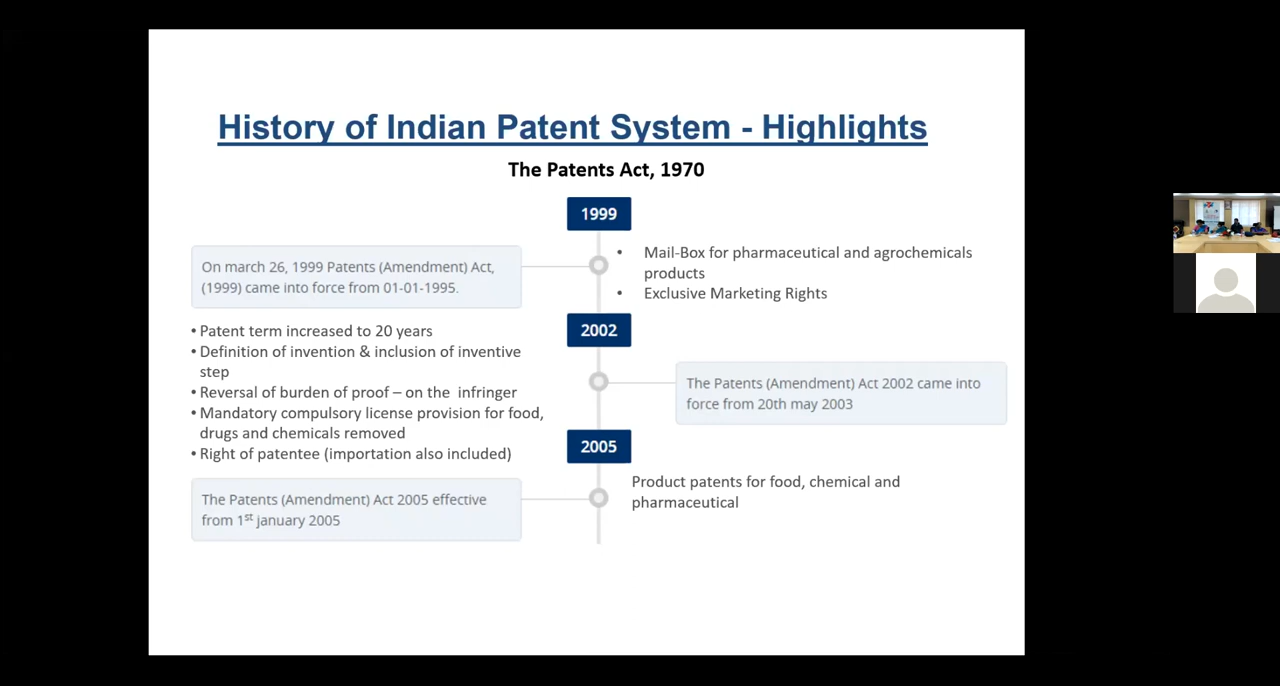 History of Indian Patent System - Highlights
The Patents Act, 1970
1999
On march 26, 1999 Patents (Amendment) Act,
(1999) came into force from 01-01-1995.
• Mail-Box for pharmaceutical and agrochemicals
products
• Exclusive Marketing Rights
2002
• Patent term increased to 20 years
• Definition of invention & inclusion of inventive
step
• Reversal of burden of proof – on the infringer
• Mandatory compulsory license provision for food,
drugs and chemicals removed
• Right of patentee (importation also included)
The Patents (Amendment) Act 2002 came into
force from 20th may 2003
2005
The Patents (Amendment) Act 2005 effective
from 1st january 2005
Product patents for food, chemical and
pharmaceutical